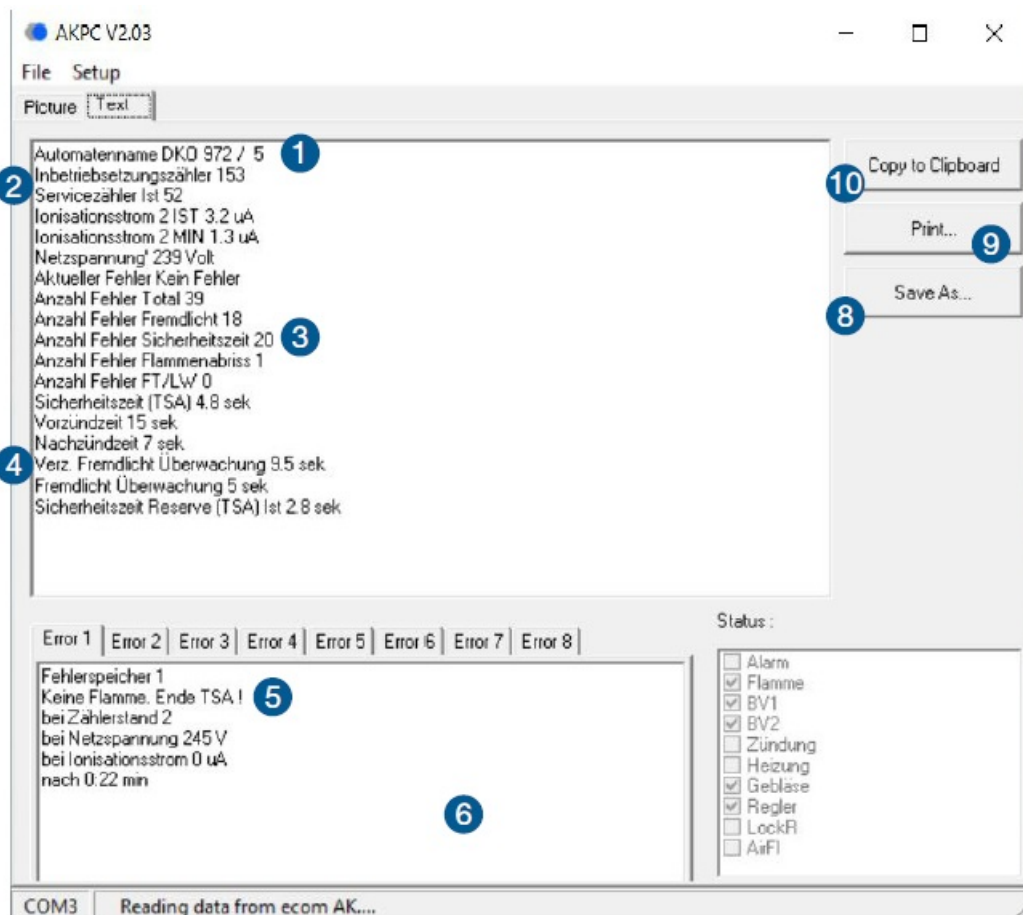 AKPC V2.03
File Setup
Picture Text
Automatenname DKO 972 / 5 1
Inbetriebsetzungszähler 153
2 Servicezähler Ist 52
Ionisationsstrom 2 IST 3.2 uA
Ionisationsstrom 2 MIN 1.3 uA
Netzspannung' 239 Volt
Aktueller Fehler Kein Fehler
Anzahl Fehler Total 39
Anzahl Fehler Fremdlicht 18
Anzahl Fehler Sicherheitszeit 20 3
Anzahl Fehler Flammenabriss 1
Anzahl Fehler FT/LW 0
Sicherheitszeit (TSA) 4.8 sek
Vorzündzeit 15 sek
Nachzündzeit 7 sek
4 Verz. Fremdlicht Überwachung 9.5 sek
Fremdlicht Überwachung 5 sek
Sicherheitszeit Reserve (TSA) Ist 2.8 sek
Copy to Clipboard
10
Print...
9
Save As...
8
Error 1 Error 2 Error 3 Error 4 Error 5 Error 6 Error 7 Error 8
Fehlerspeicher 1
Keine Flamme. Ende TSA ! 5
bei Zählerstand 2
bei Netzspannung 245 V
bei Ionisationsstrom 0 uA
nach 0:22 min
6
Status :
Alarm
Flamme
BV1
BV2
Zündung
Heizung
Gebläse
Regler
LockR
AirFl
COM3 Reading data from ecom AK....